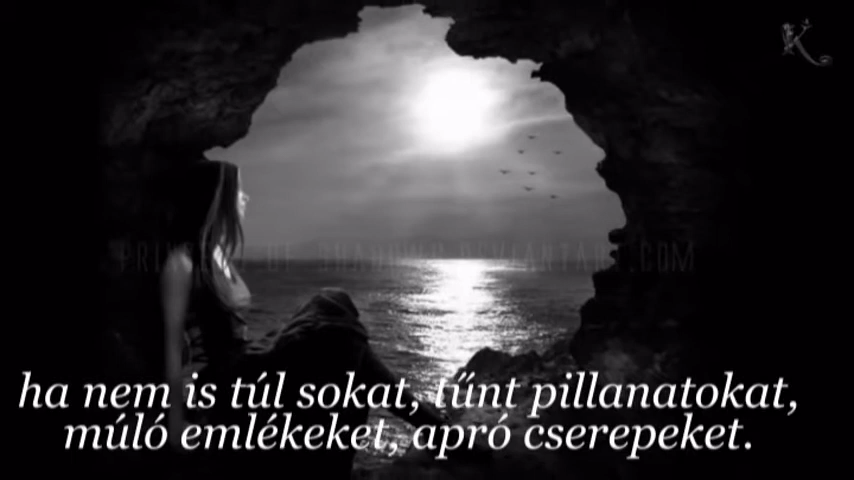 K
ha nem is túl sokat, tűnt pillanatokat,
múló emlékeket, apró cserepeket.